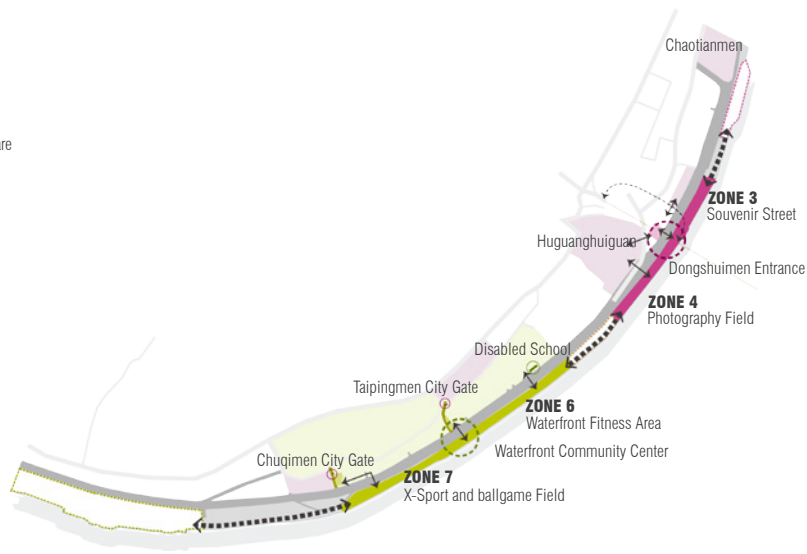 Chaotianmen
are
ZONE 3
Souvenir Street
Huguanghuiguan
Dongshuimen Entrance
ZONE 4
Photography Field
Disabled School
Taipingmen City Gate
ZONE 6
Waterfront Fitness Area
Waterfront Community Center
Chuqimen City Gate
ZONE 7
X-Sport and ballgame Field